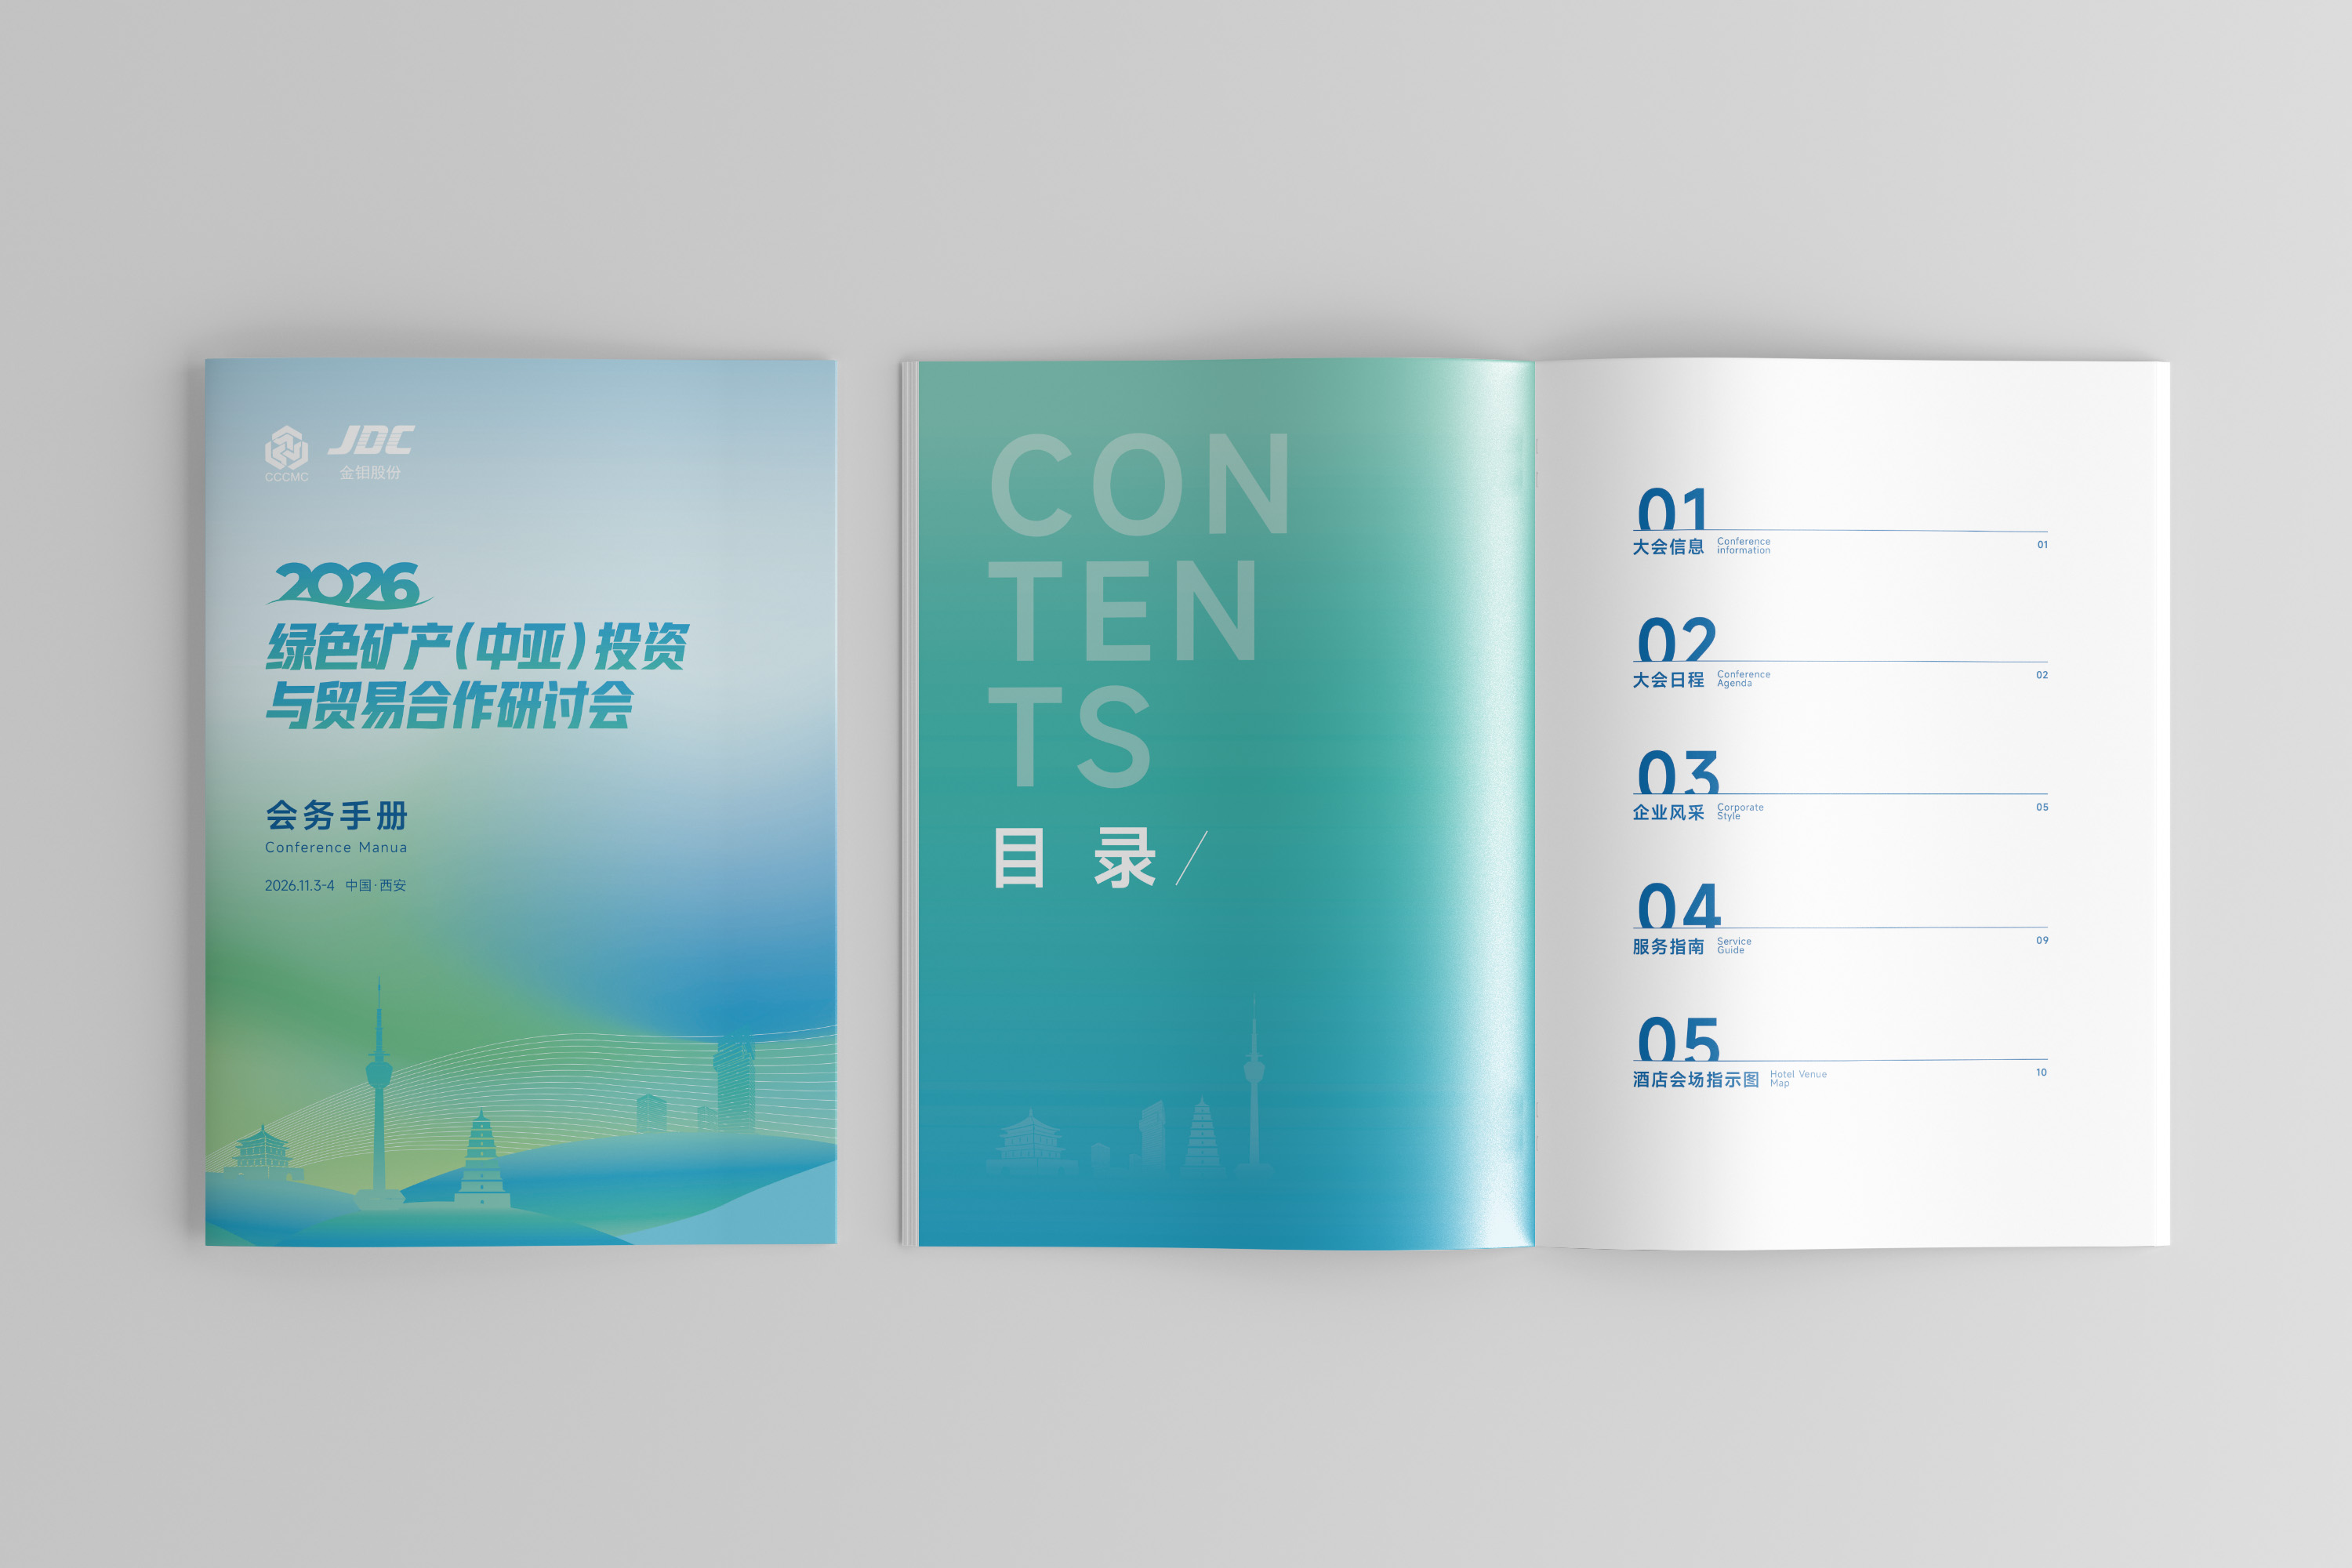 CCCMC
JDC
金钼股份
2026
绿色矿产(中亚)投资
与贸易合作研讨会
会务手册
Conference Manua
2026.11.3-4 中国·西安
CON
TEN
TS
目录/
01
大会信息 Conference information 01
02
大会日程 Conference Agenda 02
03
企业风采 Corporate Style 05
04
服务指南 Service Guide 09
05
酒店会场指示图 Hotel Venue Map 10